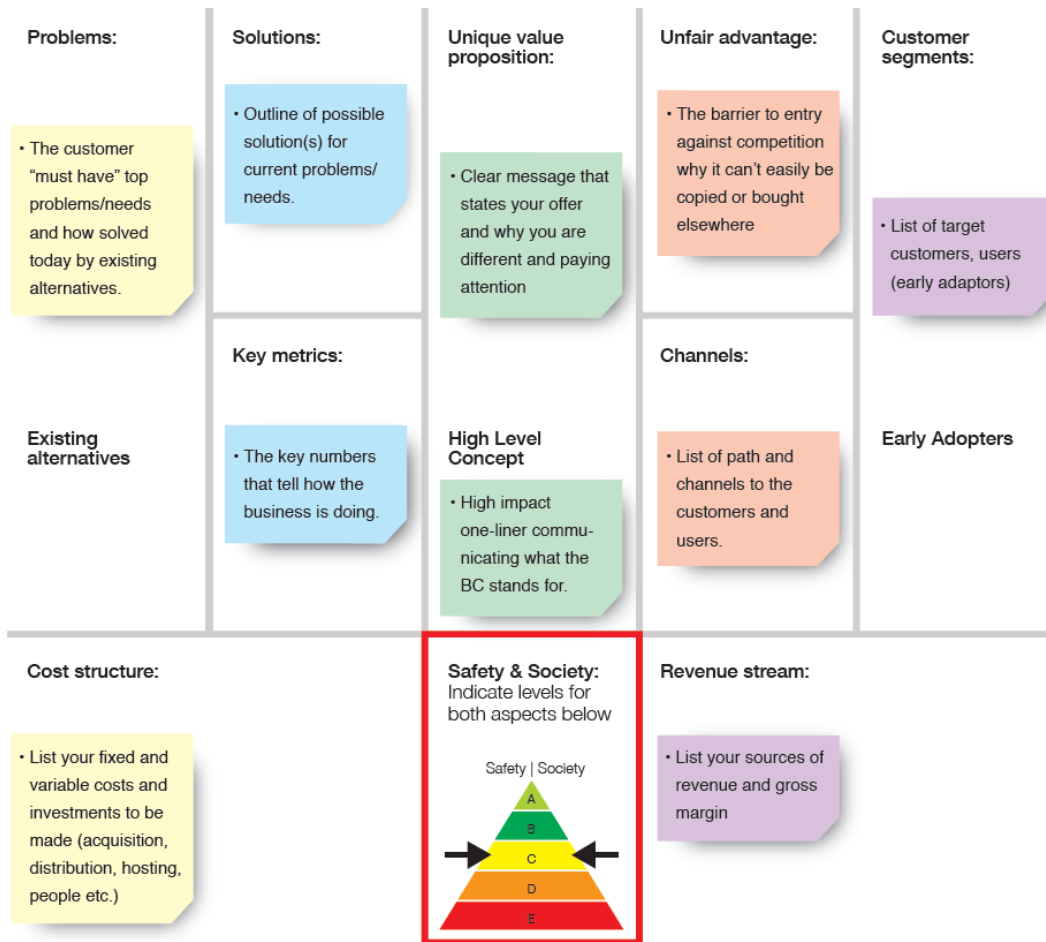 Problems:
• The customer
“must have” top
problems/needs
and how solved
today by existing
alternatives.
Existing
alternatives
Solutions:
• Outline of possible
solution(s) for
current problems/
needs.
Key metrics:
• The key numbers
that tell how the
business is doing.
Unique value
proposition:
• Clear message that
states your offer
and why you are
different and paying
attention
High Level
Concept
• High impact
one-liner commu-
nicating what the
BC stands for.
Unfair advantage:
• The barrier to entry
against competition
why it can’t easily be
copied or bought
elsewhere
Channels:
• List of path and
channels to the
customers and
users.
Customer
segments:
• List of target
customers, users
(early adaptors)
Early Adopters
Cost structure:
• List your fixed and
variable costs and
investments to be
made (acquisition,
distribution, hosting,
people etc.)
Safety & Society:
Indicate levels for
both aspects below
Safety | Society
A
B
C
D
E
Revenue stream:
• List your sources of
revenue and gross
margin